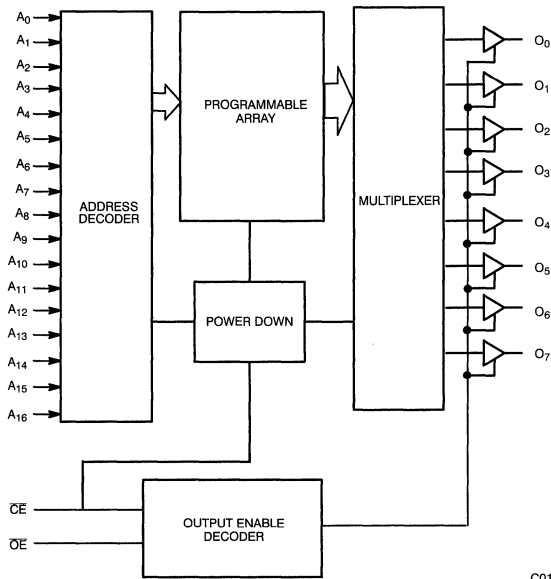 A0
A1
A2
A3
A4
A5
A6
A7
A8
A9
A10
A11
A12
A13
A14
A15
A16
ADDRESS
DECODER
PROGRAMMABLE
ARRAY
POWER DOWN
MULTIPLEXER
O0
O1
O2
O3
O4
O5
O6
O7
CE
OE
OUTPUT ENABLE
DECODER
C01